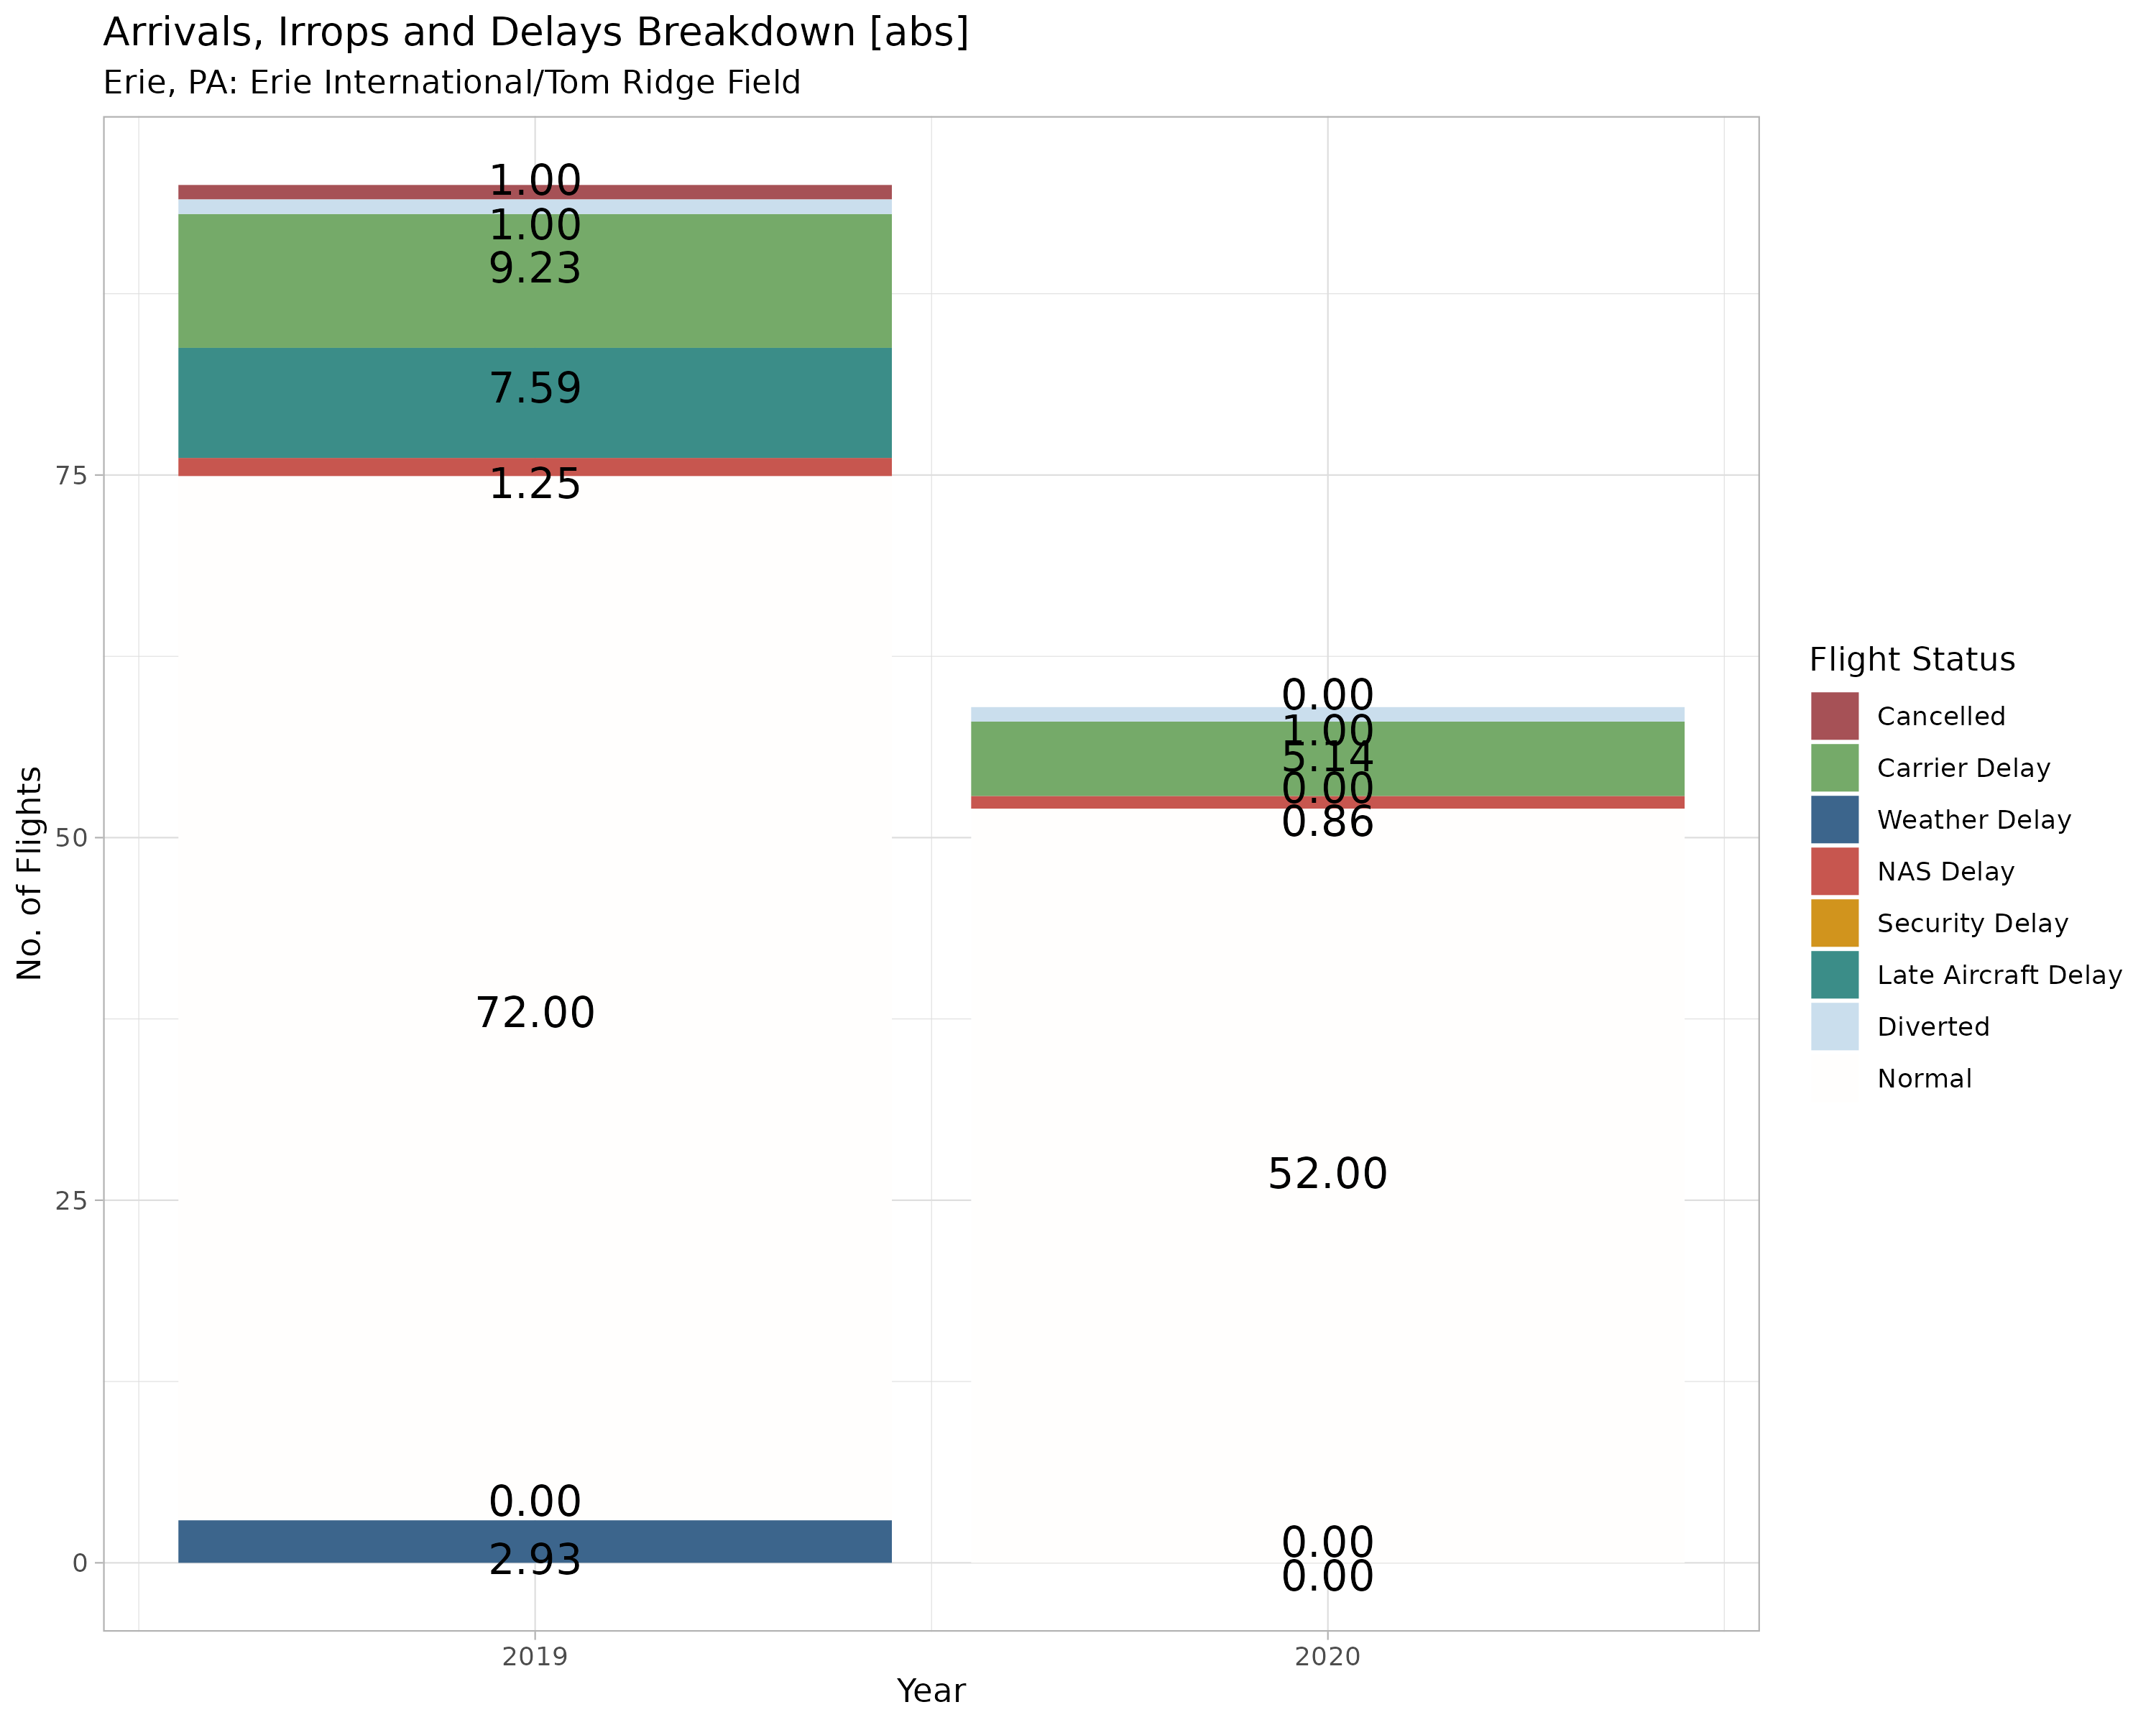 Arrivals, Irrops and Delays Breakdown [abs]
Erie, PA: Erie International/Tom Ridge Field
No. of Flights
75
50
25
0
1.00
1.00
9.23
7.59
1.25
72.00
0.00
2.93
0.00
1.00
5.14
0.00
0.86
52.00
0.00
0.00
2019
2020
Year
Flight Status
Cancelled
Carrier Delay
Weather Delay
NAS Delay
Security Delay
Late Aircraft Delay
Diverted
Normal